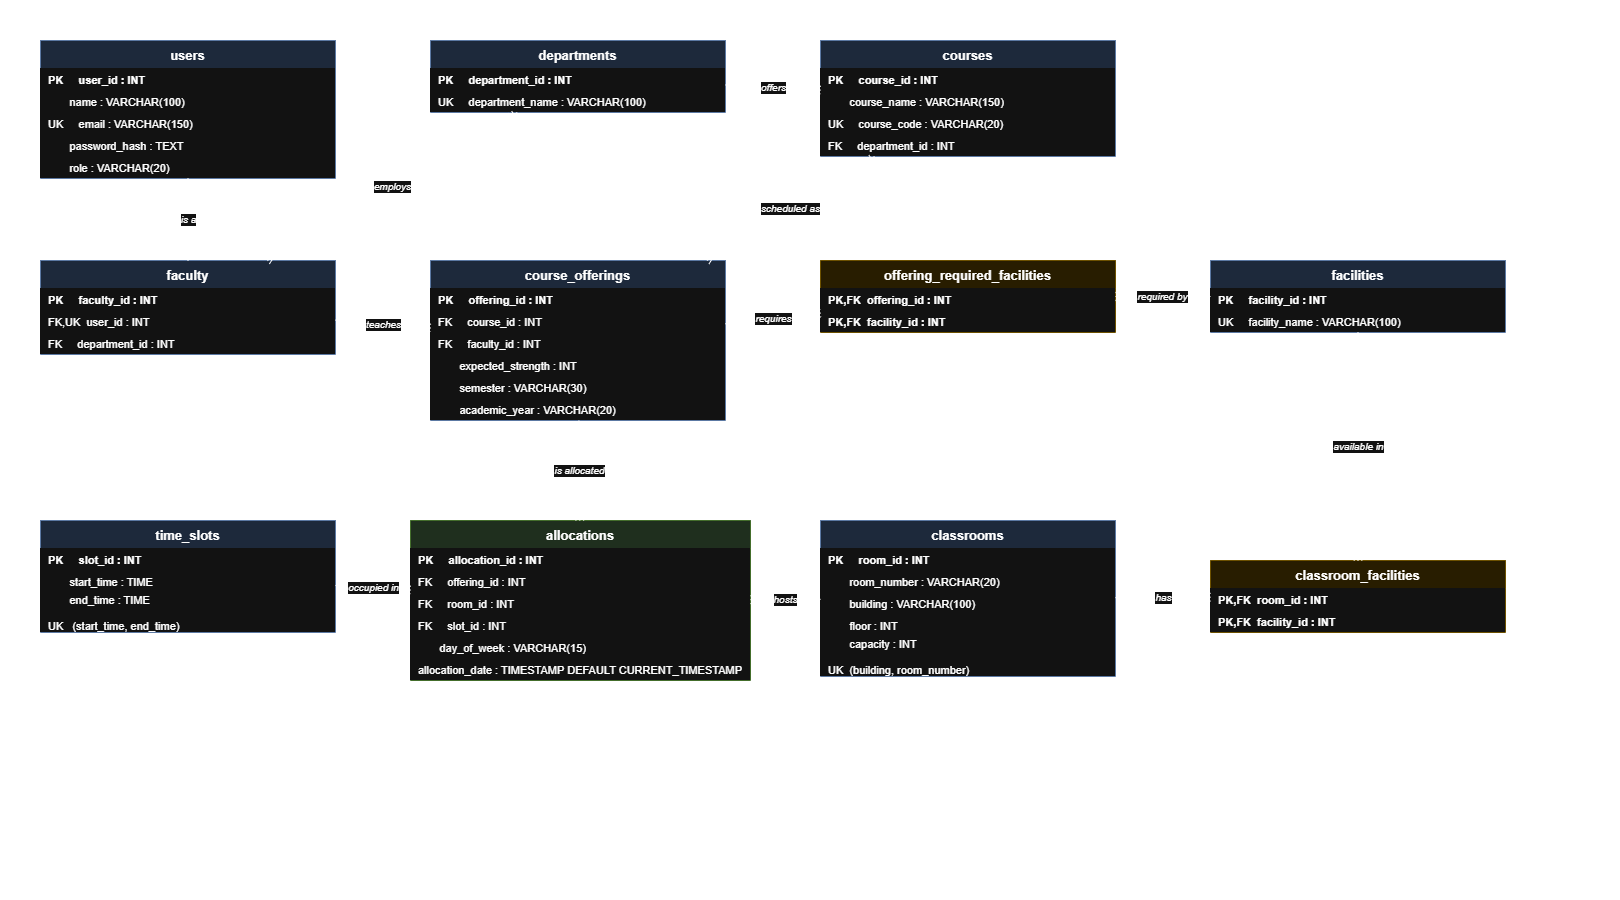 users
PK user_id : INT
name : VARCHAR(100)
UK email : VARCHAR(150)
password_hash : TEXT
role : VARCHAR(20)
departments
PK department_id : INT
UK department_name : VARCHAR(100)
offers
courses
PK course_id : INT
course_name : VARCHAR(150)
UK course_code : VARCHAR(20)
FK department_id : INT
employs
is a
scheduled as
faculty
PK faculty_id : INT
FK,UK user_id : INT
FK department_id : INT
teaches
course_offerings
PK offering_id : INT
FK course_id : INT
FK faculty_id : INT
expected_strength : INT
semester : VARCHAR(30)
academic_year : VARCHAR(20)
requires
offering_required_facilities
PK,FK offering_id : INT
PK,FK facility_id : INT
required by
facilities
PK facility_id : INT
UK facility_name : VARCHAR(100)
is allocated
available in
time_slots
PK slot_id : INT
start_time : TIME
end_time : TIME
UK (start_time, end_time)
occupied in
allocations
PK allocation_id : INT
FK offering_id : INT
FK room_id : INT
FK slot_id : INT
day_of_week : VARCHAR(15)
allocation_date : TIMESTAMP DEFAULT CURRENT_TIMESTAMP
hosts
classrooms
PK room_id : INT
room_number : VARCHAR(20)
building : VARCHAR(100)
floor : INT
capacity : INT
UK (building, room_number)
has
classroom_facilities
PK,FK room_id : INT
PK,FK facility_id : INT